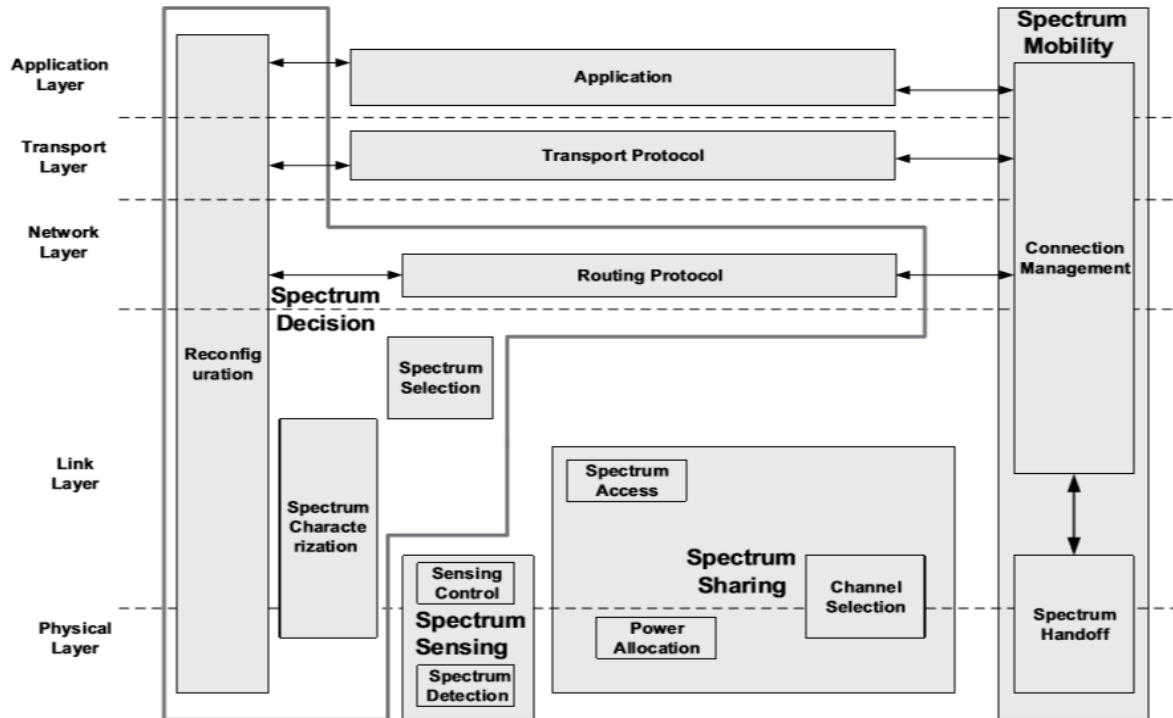 Spectrum
Mobility
Application
Layer
Application
Transport
Layer
Transport Protocol
Network
Layer
Connection
Management
Routing Protocol
Spectrum
Decision
Reconfig
uration
Spectrum
Selection
Link
Layer
Spectrum
Access
Spectrum
Characte
rization
Spectrum
Sharing
Sensing
Control
Channel
Selection
Physical
Layer
Spectrum
Sensing
Power
Allocation
Spectrum
Handoff
Spectrum
Detection